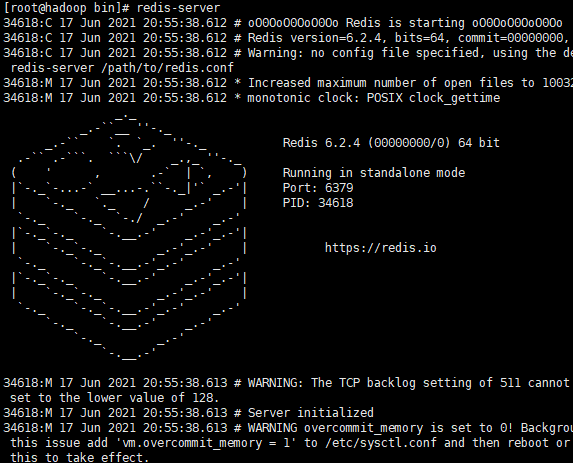 [root@hadoop bin]# redis-server
34618:C 17 Jun 2021 20:55:38.612 # oO0OoO0OoO0Oo Redis is starting oO0OoO0OoO0Oo
34618:C 17 Jun 2021 20:55:38.612 # Redis version=6.2.4, bits=64, commit=00000000,
34618:C 17 Jun 2021 20:55:38.612 # Warning: no config file specified, using the de
redis-server /path/to/redis.conf
34618:M 17 Jun 2021 20:55:38.612 * Increased maximum number of open files to 10032
34618:M 17 Jun 2021 20:55:38.612 * monotonic clock: POSIX clock_gettime
Redis 6.2.4 (00000000/0) 64 bit
Running in standalone mode
Port: 6379
PID: 34618
https://redis.io
34618:M 17 Jun 2021 20:55:38.613 # WARNING: The TCP backlog setting of 511 cannot
set to the lower value of 128.
34618:M 17 Jun 2021 20:55:38.613 # Server initialized
34618:M 17 Jun 2021 20:55:38.613 # WARNING overcommit_memory is set to 0! Backgrou
this issue add 'vm.overcommit_memory = 1' to /etc/sysctl.conf and then reboot or
this to take effect.